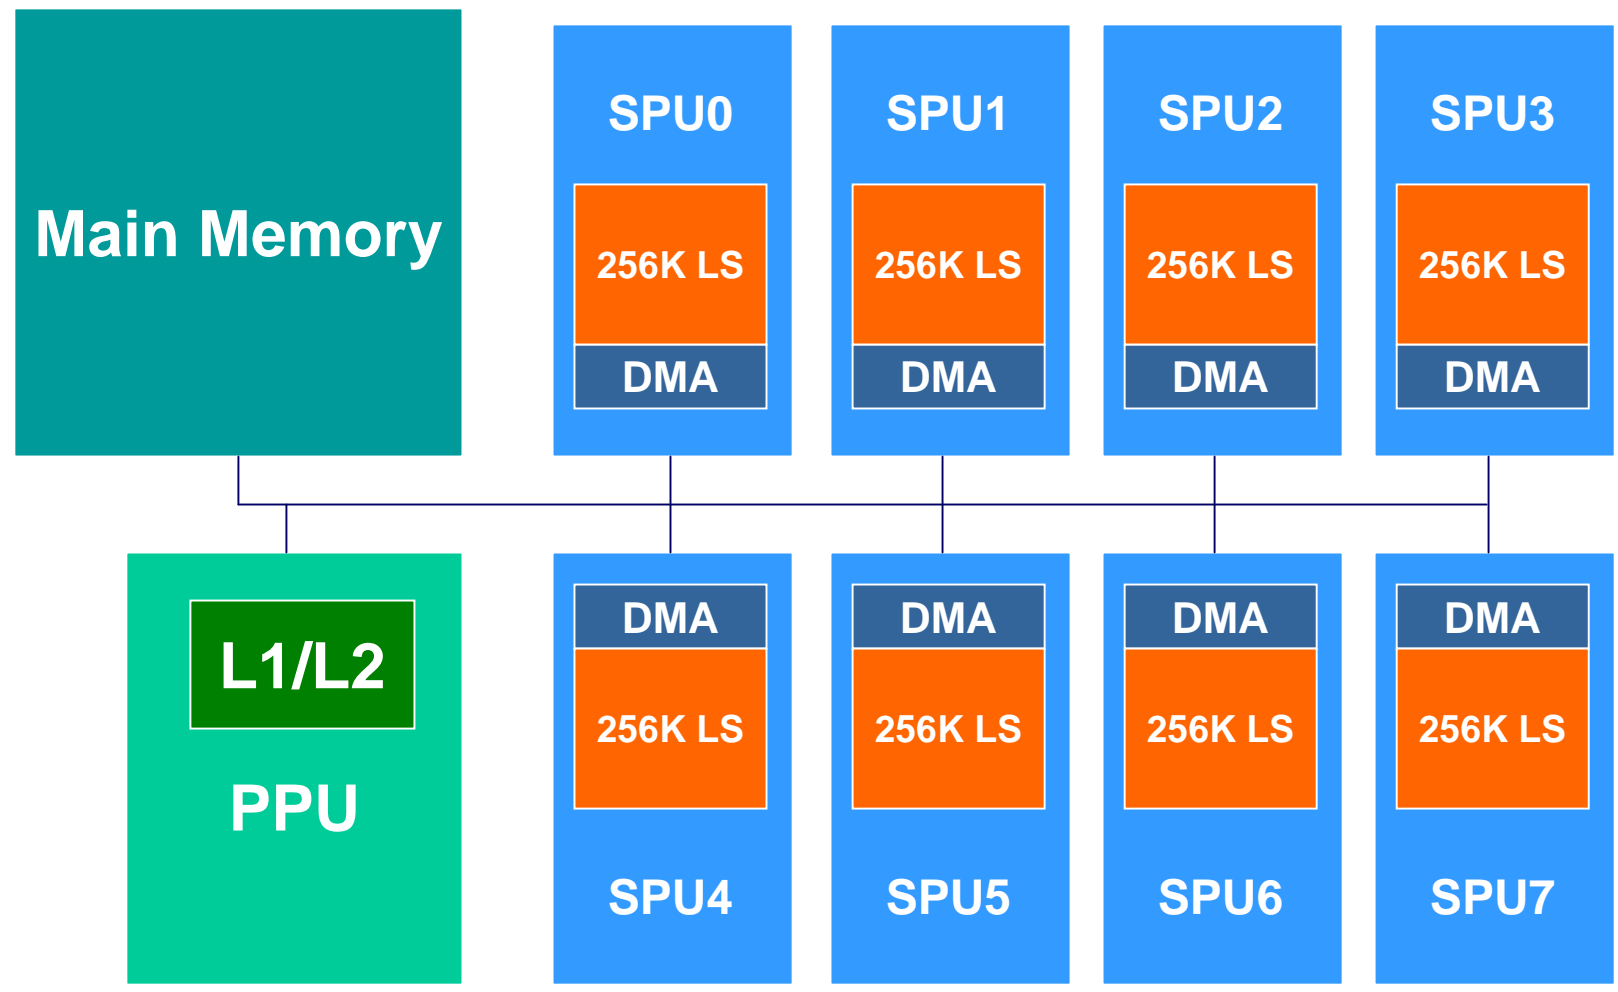 Main Memory
SPU0
256K LS
DMA
SPU1
256K LS
DMA
SPU2
256K LS
DMA
SPU3
256K LS
DMA
L1/L2
PPU
DMA
256K LS
SPU4
DMA
256K LS
SPU5
DMA
256K LS
SPU6
DMA
256K LS
SPU7